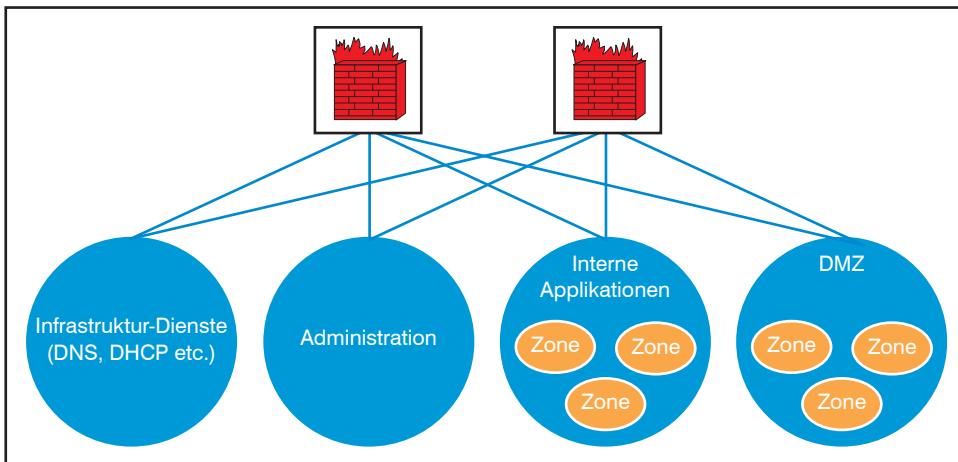 Infrastruktur-Dienste
(DNS, DHCP etc.)
Administration
Interne
Applikationen
Zone
Zone
Zone
DMZ
Zone
Zone
Zone